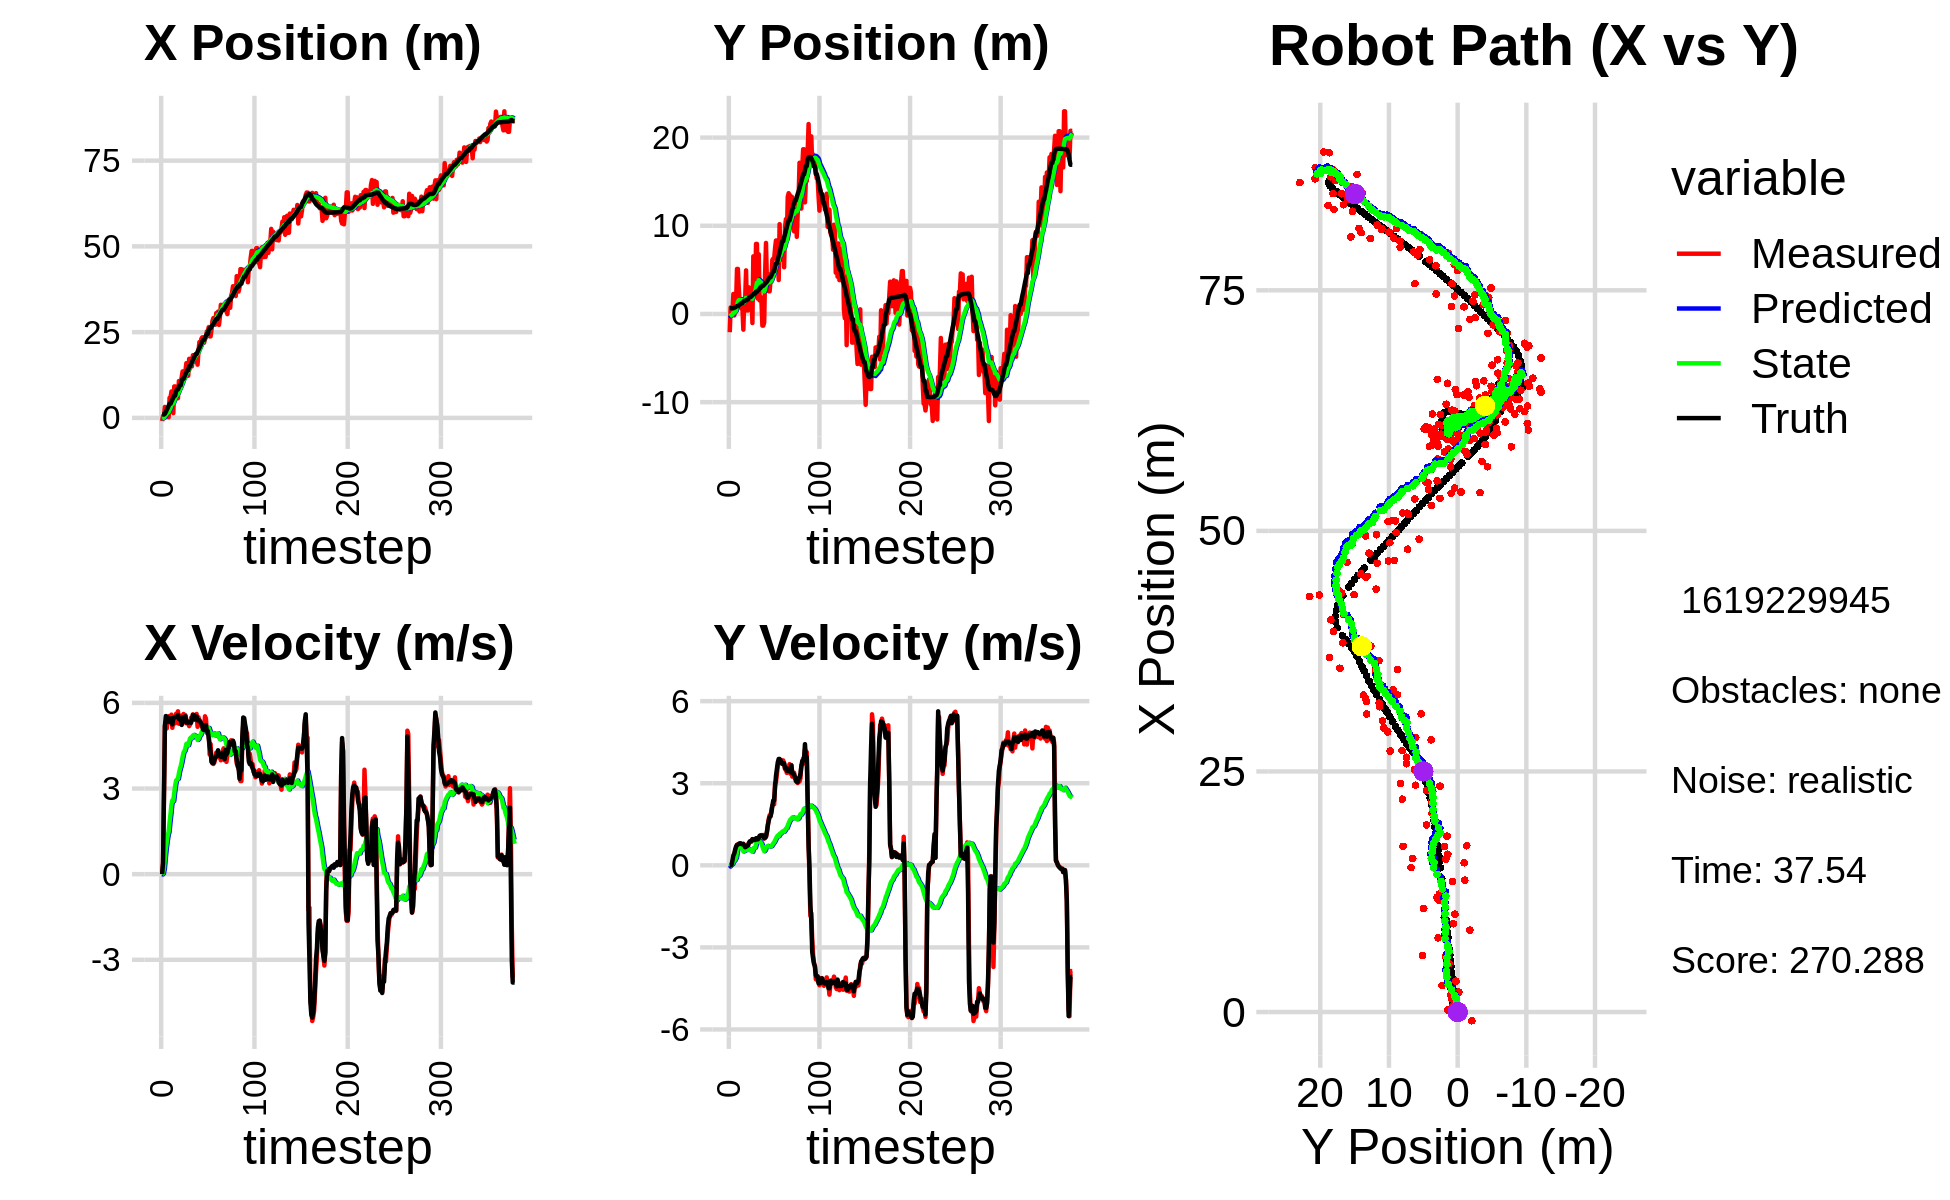 X Position (m)
75
50
25
0
0
100
200
300
timestep
Y Position (m)
20
10
0
-10
0
100
200
300
timestep
X Velocity (m/s)
6
3
0
-3
0
100
200
300
timestep
Y Velocity (m/s)
6
3
0
-3
-6
0
100
200
300
timestep
Robot Path (X vs Y)
X Position (m)
75
50
25
0
20 10 0 -10 -20
Y Position (m)
variable
Measured
Predicted
State
Truth
1619229945
Obstacles: none
Noise: realistic
Time: 37.54
Score: 270.288